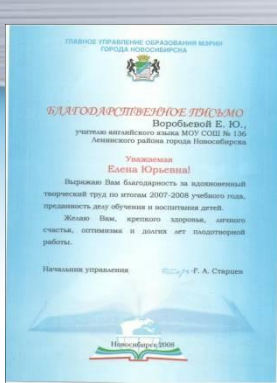 ГЛАВНОЕ УПРАВЛЕНИЕ ОБРАЗОВАНИЯ МЭРИИ
ГОРОДА НОВОСИБИРСКА
БЛАГОДАРСТВЕННОЕ ПИСЬМО
Воробьевой Е. Ю.,
учителю английского языка МОУ СОШ № 136
Ленинского района города Новосибирска
Уважаемая
Елена Юрьевна!
Выражаю Вам благодарность за вдохновенный
творческий труд по итогам 2007-2008 учебного года,
преданность делу обучения и воспитания детей.
Желаю Вам, крепкого здоровья, личного
счастья, оптимизма и долгих лет плодотворной
работы.
Начальник управления Г. А. Старцев
Новосибирск 2008